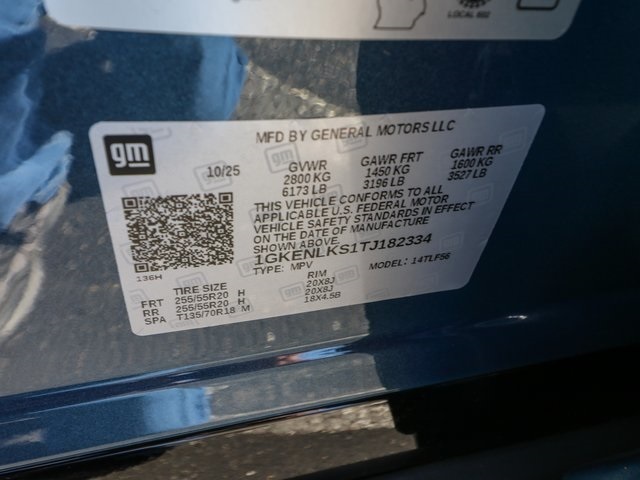 LOCAL 602
gm
MFD BY GENERAL MOTORS LLC
10/25
GVWR GAWR FRT GAWR RR
2800 KG 1450 KG 1600 KG
6173 LB 3196 LB 3527 LB
THIS VEHICLE CONFORMS TO ALL
APPLICABLE U.S. FEDERAL MOTOR
VEHICLE SAFETY STANDARDS IN EFFECT
ON THE DATE OF MANUFACTURE
SHOWN ABOVE.
1GKENLKS1TJ182334
TYPE: MPV MODEL: 14TLF56
136H
TIRE SIZE RIM
FRT 255/55R20 H 20X8J
RR 255/55R20 H 20X8J
SPA T135/70R18 M 18X4.5B